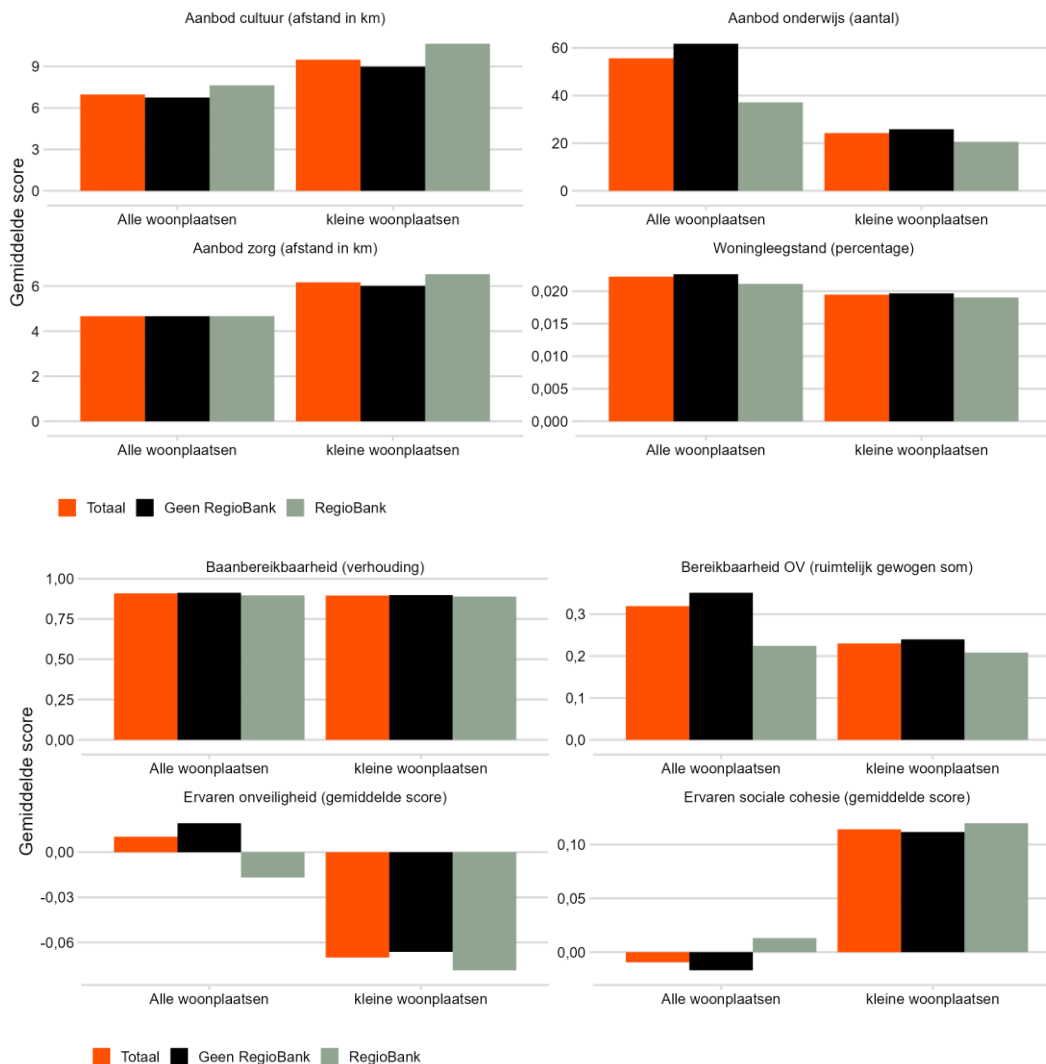 Aanbod cultuur (afstand in km)
Aanbod onderwijs (aantal)
9
6
3
0
60
40
20
0
Alle woonplaatsen
kleine woonplaatsen
Alle woonplaatsen
kleine woonplaatsen
Gemiddelde score
Aanbod zorg (afstand in km)
Woningleegstand (percentage)
6
4
2
0
0,020
0,015
0,010
0,005
0,000
Alle woonplaatsen
kleine woonplaatsen
Alle woonplaatsen
kleine woonplaatsen
Totaal Geen RegioBank RegioBank
Baanbereikbaarheid (verhouding)
Bereikbaarheid OV (ruimtelijk gewogen som)
1,00
0,75
0,50
0,25
0,00
0,3
0,2
0,1
0,0
Alle woonplaatsen
kleine woonplaatsen
Alle woonplaatsen
kleine woonplaatsen
Gemiddelde score
Ervaren onveiligheid (gemiddelde score)
Ervaren sociale cohesie (gemiddelde score)
0,00
-0,03
-0,06
0,10
0,05
0,00
Alle woonplaatsen
kleine woonplaatsen
Alle woonplaatsen
kleine woonplaatsen
Totaal Geen RegioBank RegioBank